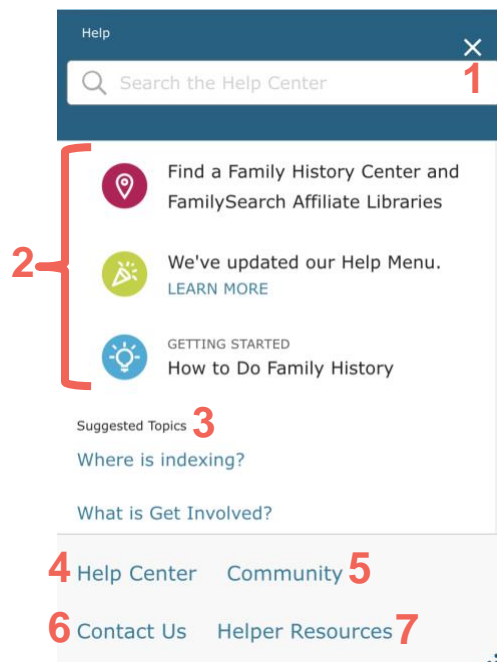 Help
1
Search the Help Center
2
Find a Family History Center and
FamilySearch Affiliate Libraries
We've updated our Help Menu.
LEARN MORE
GETTING STARTED
How to Do Family History
Suggested Topics 3
Where is indexing?
What is Get Involved?
4 Help Center Community 5
6 Contact Us Helper Resources 7